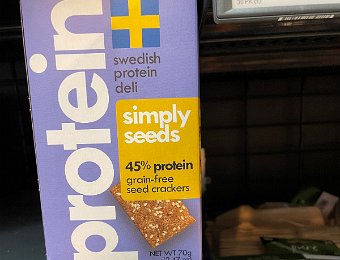 protein
swedish
protein
deli
simply
seeds
45% protein
grain-free
seed crackers
NET WT 70g